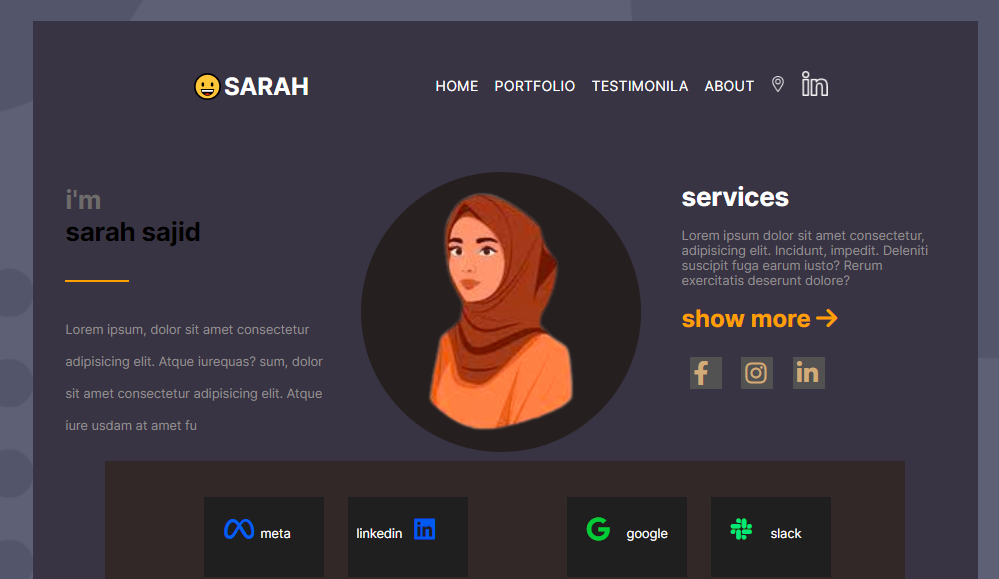 SARAH
HOME PORTFOLIO TESTIMONILA ABOUT
i'm
sarah sajid
Lorem ipsum, dolor sit amet consectetur
adipisicing elit. Atque iurequas? sum, dolor
sit amet consectetur adipisicing elit. Atque
iure usdam at amet fu
services
Lorem ipsum dolor sit amet consectetur,
adipisicing elit. Incidunt, impedit. Deleniti
suscipit fuga earum iusto? Rerum
exercitatis deserunt dolore?
show more
meta
linkedin
google
slack